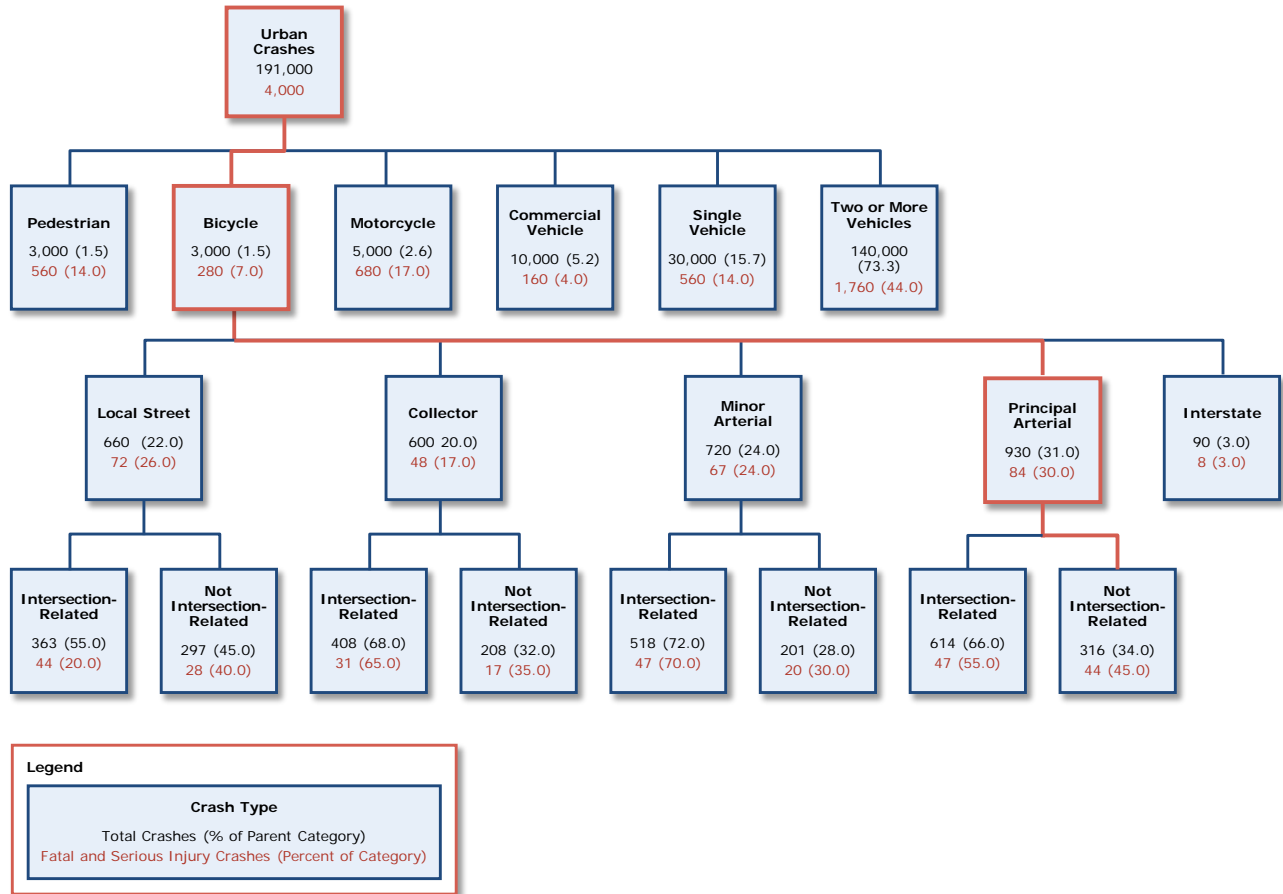 Urban
Crashes
191,000
4,000
Pedestrian
3,000 (1.5)
560 (14.0)
Bicycle
3,000 (1.5)
280 (7.0)
Motorcycle
5,000 (2.6)
680 (17.0)
Commercial
Vehicle
10,000 (5.2)
160 (4.0)
Single
Vehicle
30,000 (15.7)
560 (14.0)
Two or More
Vehicles
140,000
(73.3)
1,760 (44.0)
Local Street
660 (22.0)
72 (26.0)
Collector
600 20.0)
48 (17.0)
Minor
Arterial
720 (24.0)
67 (24.0)
Principal
Arterial
930 (31.0)
84 (30.0)
Interstate
90 (3.0)
8 (3.0)
Intersection-
Related
363 (55.0)
44 (20.0)
Not
Intersection-
Related
297 (45.0)
28 (40.0)
Intersection-
Related
408 (68.0)
31 (65.0)
Not
Intersection-
Related
208 (32.0)
17 (35.0)
Intersection-
Related
518 (72.0)
47 (70.0)
Not
Intersection-
Related
201 (28.0)
20 (30.0)
Intersection-
Related
614 (66.0)
47 (55.0)
Not
Intersection-
Related
316 (34.0)
44 (45.0)
Legend
Crash Type
Total Crashes (% of Parent Category)
Fatal and Serious Injury Crashes (Percent of Category)